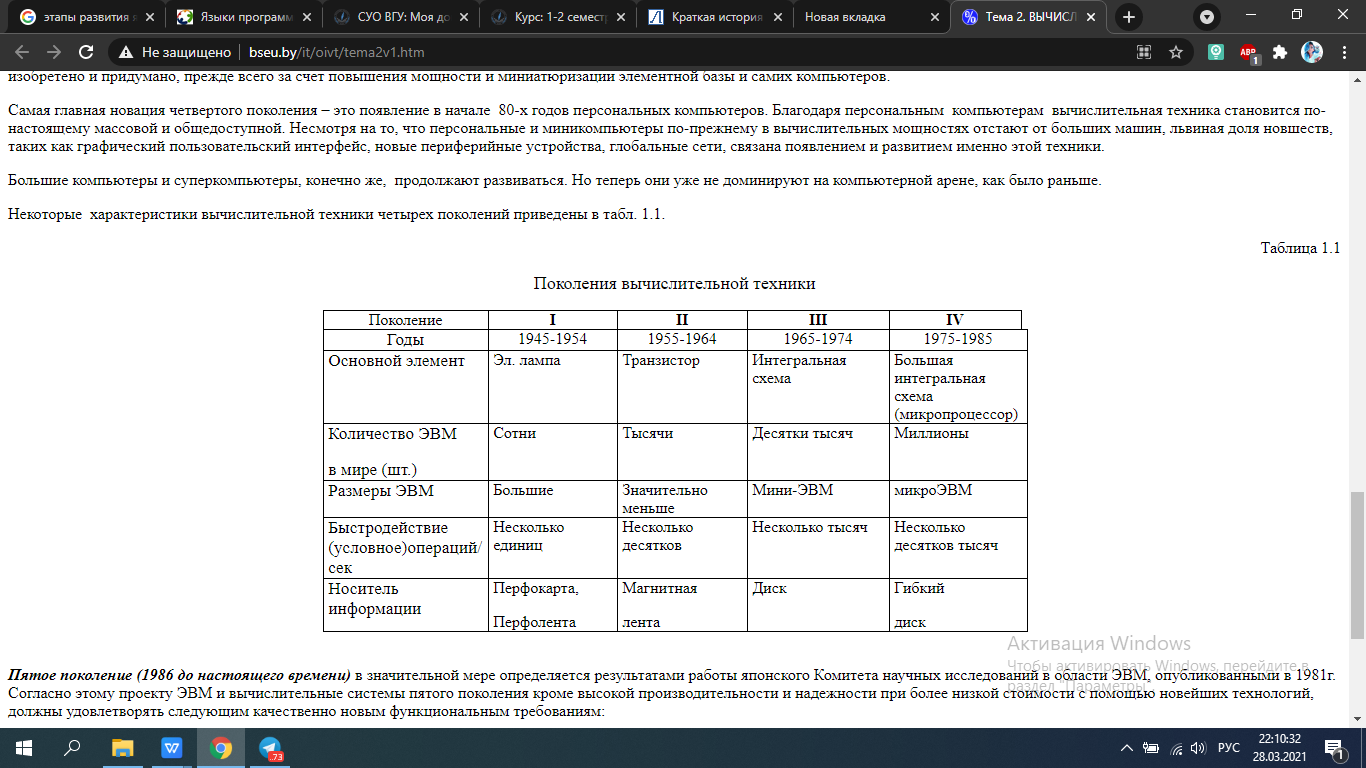 этапы развития я
Языки программ
СУО ВГУ: Моя до
Курс: 1-2 семестр
Краткая история
Новая вкладка
Тема 2. ВЫЧИСЛ
Не защищено
bseu.by/it/oivt/tema2v1.htm
ABP
1
изобретено и придумано, прежде всего за счет повышения мощности и миниатюризации элементной базы и самих компьютеров.
Самая главная новация четвертого поколения – это появление в начале 80-х годов персональных компьютеров. Благодаря персональным компьютерам вычислительная техника становится по-
настоящему массовой и общедоступной. Несмотря на то, что персональные и миникомпьютеры по-прежнему в вычислительных мощностях отстают от больших машин, львиная доля новшеств,
таких как графический пользовательский интерфейс, новые периферийные устройства, глобальные сети, связана появлением и развитием именно этой техники.
Большие компьютеры и суперкомпьютеры, конечно же, продолжают развиваться. Но теперь они уже не доминируют на компьютерной арене, как было раньше.
Некоторые характеристики вычислительной техники четырех поколений приведены в табл. 1.1.
Таблица 1.1
Поколения вычислительной техники
Поколение I II III IV
Годы 1945-1954 1955-1964 1965-1974 1975-1985
Основной элемент Эл. лампа Транзистор Интегральная Большая
схема интегральная
схема
(микропроцессор)
Количество ЭВМ Сотни Тысячи Десятки тысяч Миллионы
в мире (шт.)
Размеры ЭВМ Большие Значительно Мини-ЭВМ микроЭВМ
меньше
Быстродействие Несколько Несколько Несколько тысяч Несколько
(условное)операций/ единиц десятков десятков тысяч
сек
Носитель Перфокарта, Магнитная Диск Гибкий
информации
Перфолента лента диск
Активация Windows
Чтобы активировать Windows, перейдите в
раздел "Параметры".
Пятое поколение (1986 до настоящего времени) в значительной мере определяется результатами работы японского Комитета научных исследований в области ЭВМ, опубликованными в 1981г.
Согласно этому проекту ЭВМ и вычислительные системы пятого поколения кроме высокой производительности и надежности при более низкой стоимости с помощью новейших технологий,
должны удовлетворять следующим качественно новым функциональным требованиям:
.73
РУС
22:10:32
28.03.2021
1